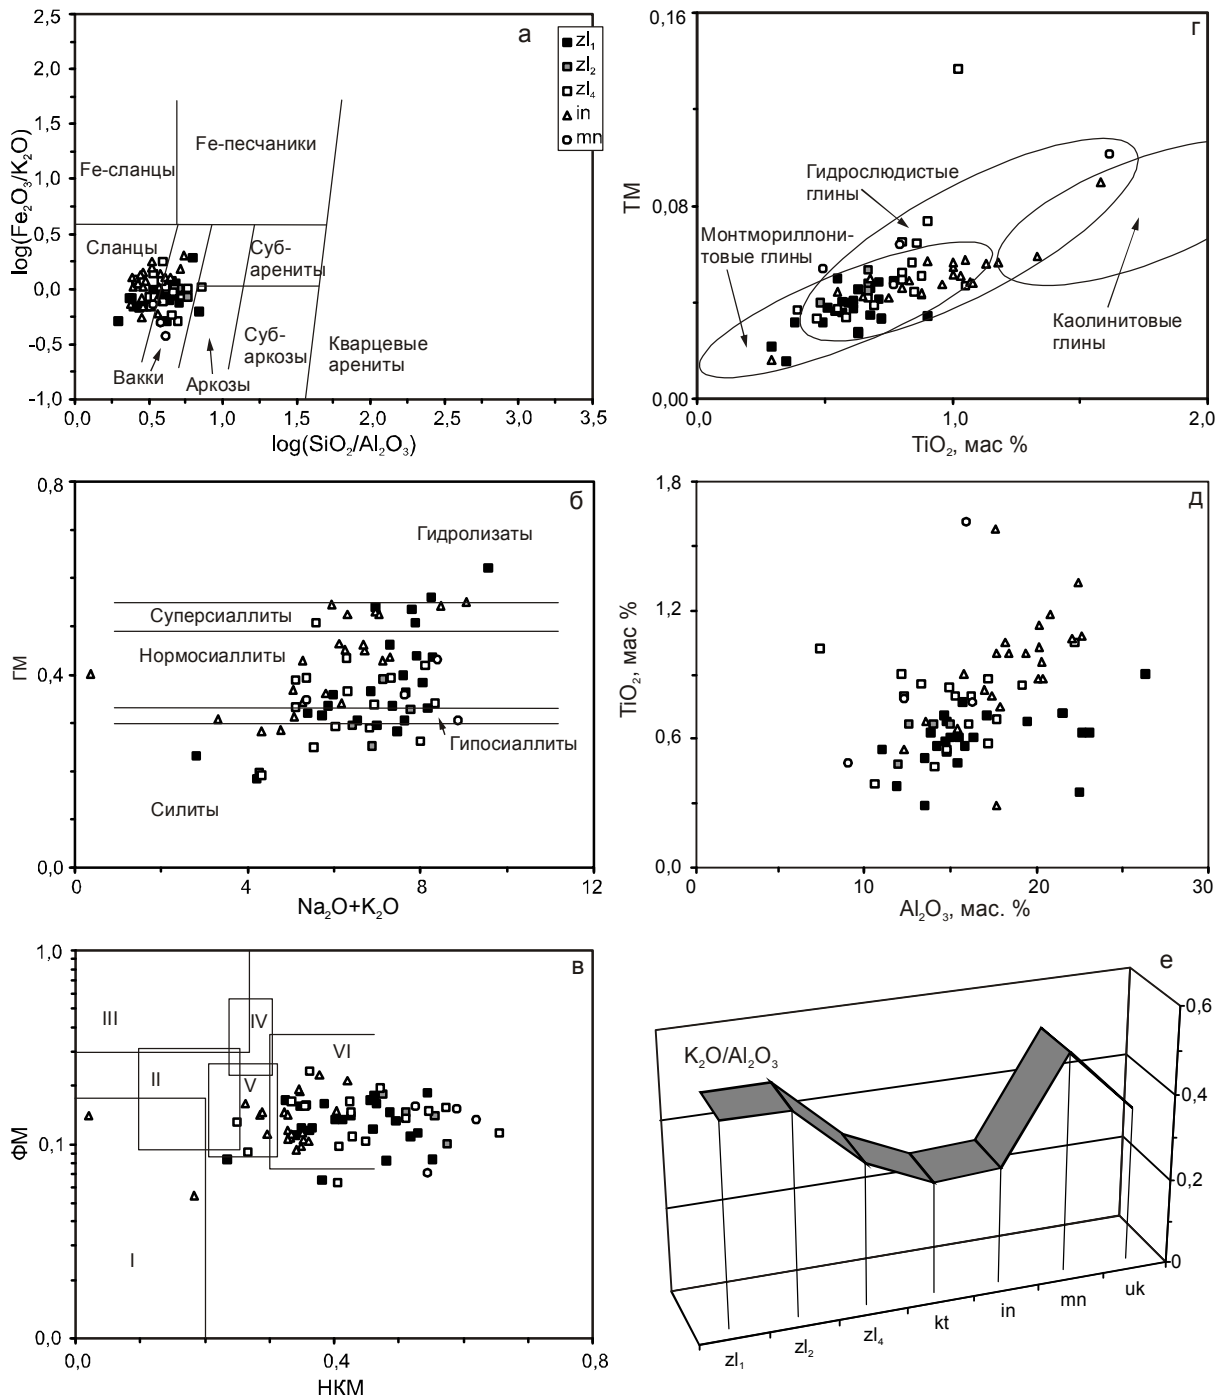 а
2,5
2,0
1,5
1,0
0,5
0,0
-0,5
-1,0
log(Fe₂O₃/K₂O)
zl₁
zl₂
zl₄
in
mn
Fe-песчаники
Fe-сланцы
Сланцы
Суб-
арениты
Суб-
аркозы
Кварцевые
арениты
Вакки
Аркозы
0,0
0,5
1,0
1,5
2,0
2,5
3,0
3,5
log(SiO₂/Al₂O₃)
г
0,16
0,08
0,00
ТМ
Гидрослюдистые
глины
Монтмориллони-
товые глины
Каолинитовые
глины
0,0
1,0
2,0
TiO₂, мас %
б
0,8
0,4
0,0
ГМ
Гидролизаты
Суперсиаллиты
Нормосиаллиты
Гипосиаллиты
Силиты
0
4
8
12
Na₂O+K₂O
д
1,8
1,2
0,6
0,0
TiO₂, мас %
0
10
20
30
Al₂O₃, мас. %
в
1,0
0,1
0,0
ФМ
III
IV
II
V
VI
I
0,0
0,4
0,8
НКМ
е
K₂O/Al₂O₃
0,6
0,4
0,2
0
zl₁
zl₂
zl₄
kt
in
mn
uk